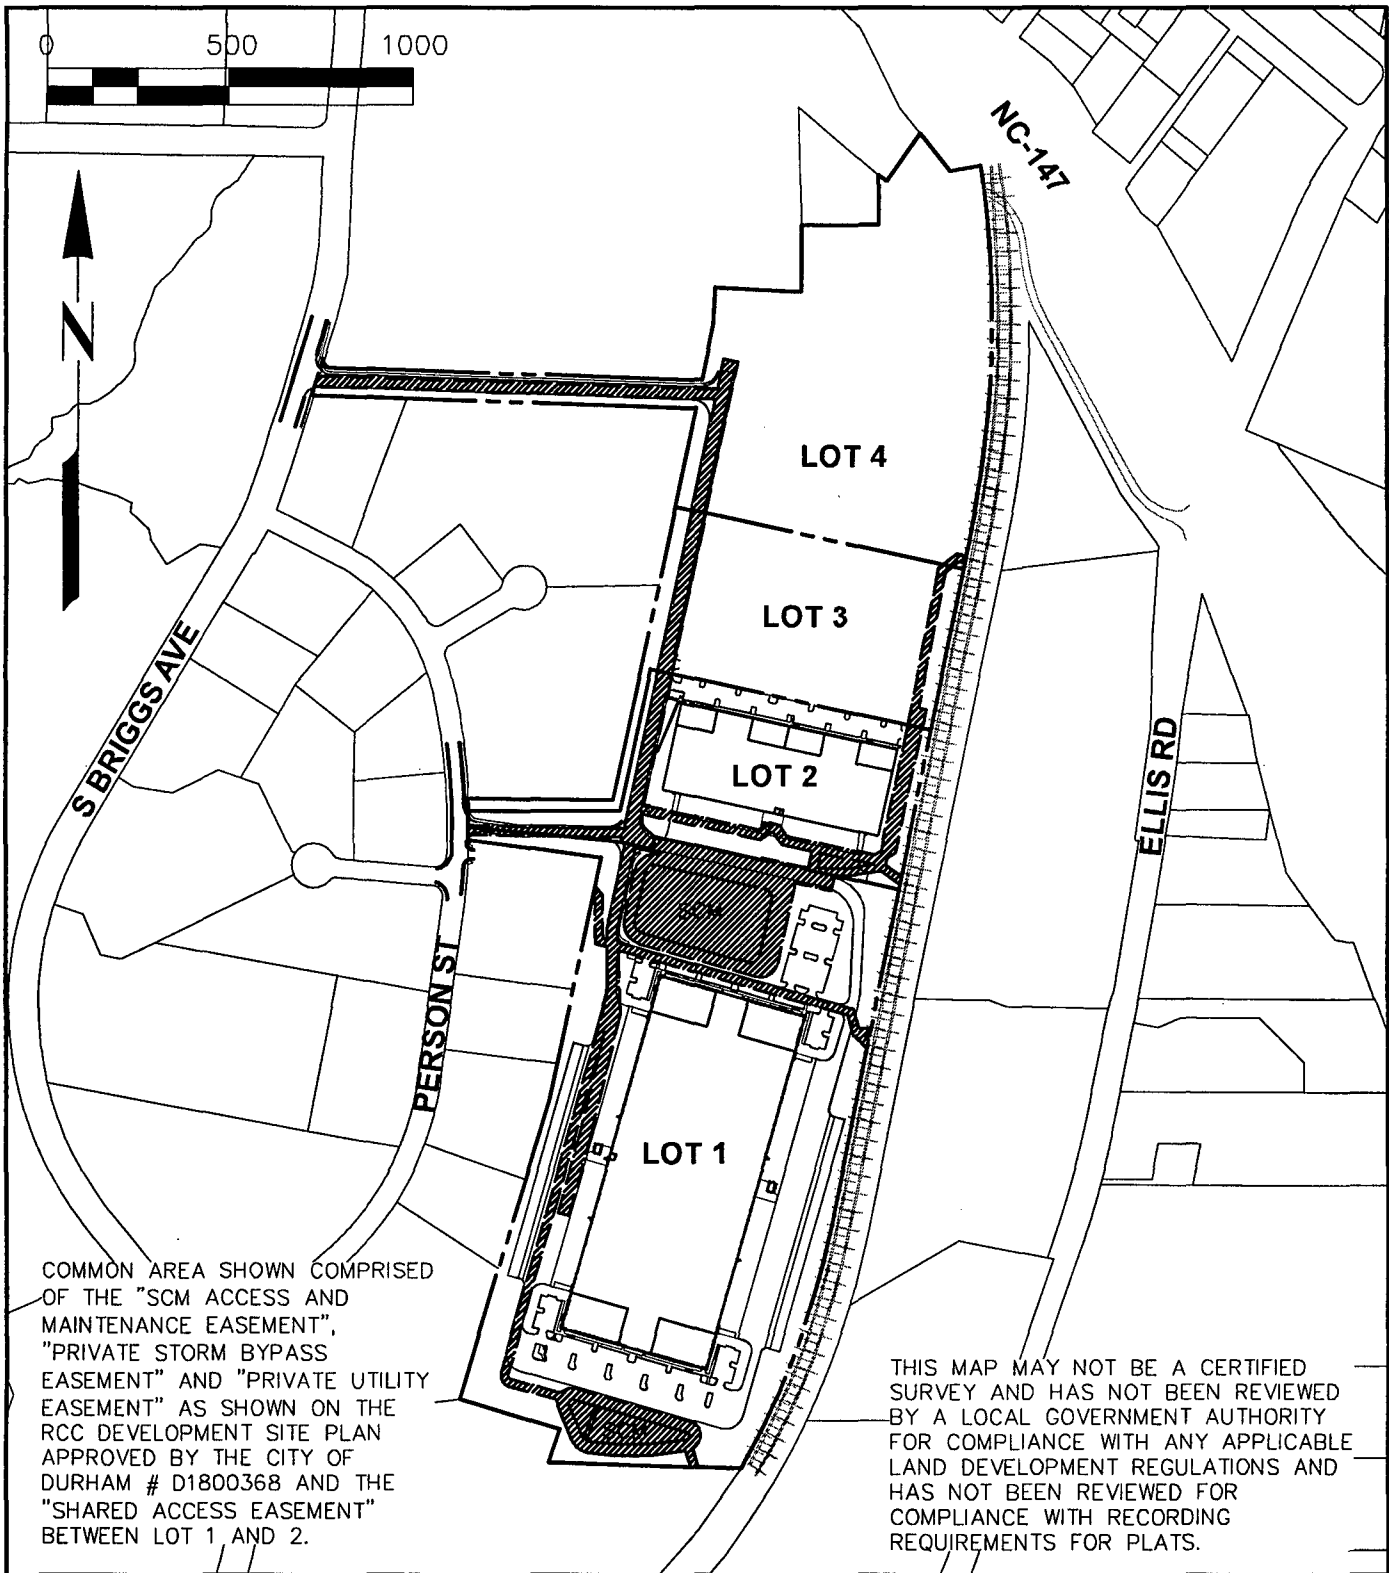 0 500 1000
NC-147
N
LOT 4
LOT 3
S BRIGGS AVE
LOT 2
ELLIS RD
SCM
PERSON ST
LOT 1
COMMON AREA SHOWN COMPRISED
OF THE "SCM ACCESS AND
MAINTENANCE EASEMENT",
"PRIVATE STORM BYPASS
EASEMENT" AND "PRIVATE UTILITY
EASEMENT" AS SHOWN ON THE
RCC DEVELOPMENT SITE PLAN
APPROVED BY THE CITY OF
DURHAM # D1800368 AND THE
"SHARED ACCESS EASEMENT"
BETWEEN LOT 1 AND 2.
SCM
THIS MAP MAY NOT BE A CERTIFIED
SURVEY AND HAS NOT BEEN REVIEWED
BY A LOCAL GOVERNMENT AUTHORITY
FOR COMPLIANCE WITH ANY APPLICABLE
LAND DEVELOPMENT REGULATIONS AND
HAS NOT BEEN REVIEWED FOR
COMPLIANCE WITH RECORDING
REQUIREMENTS FOR PLATS.